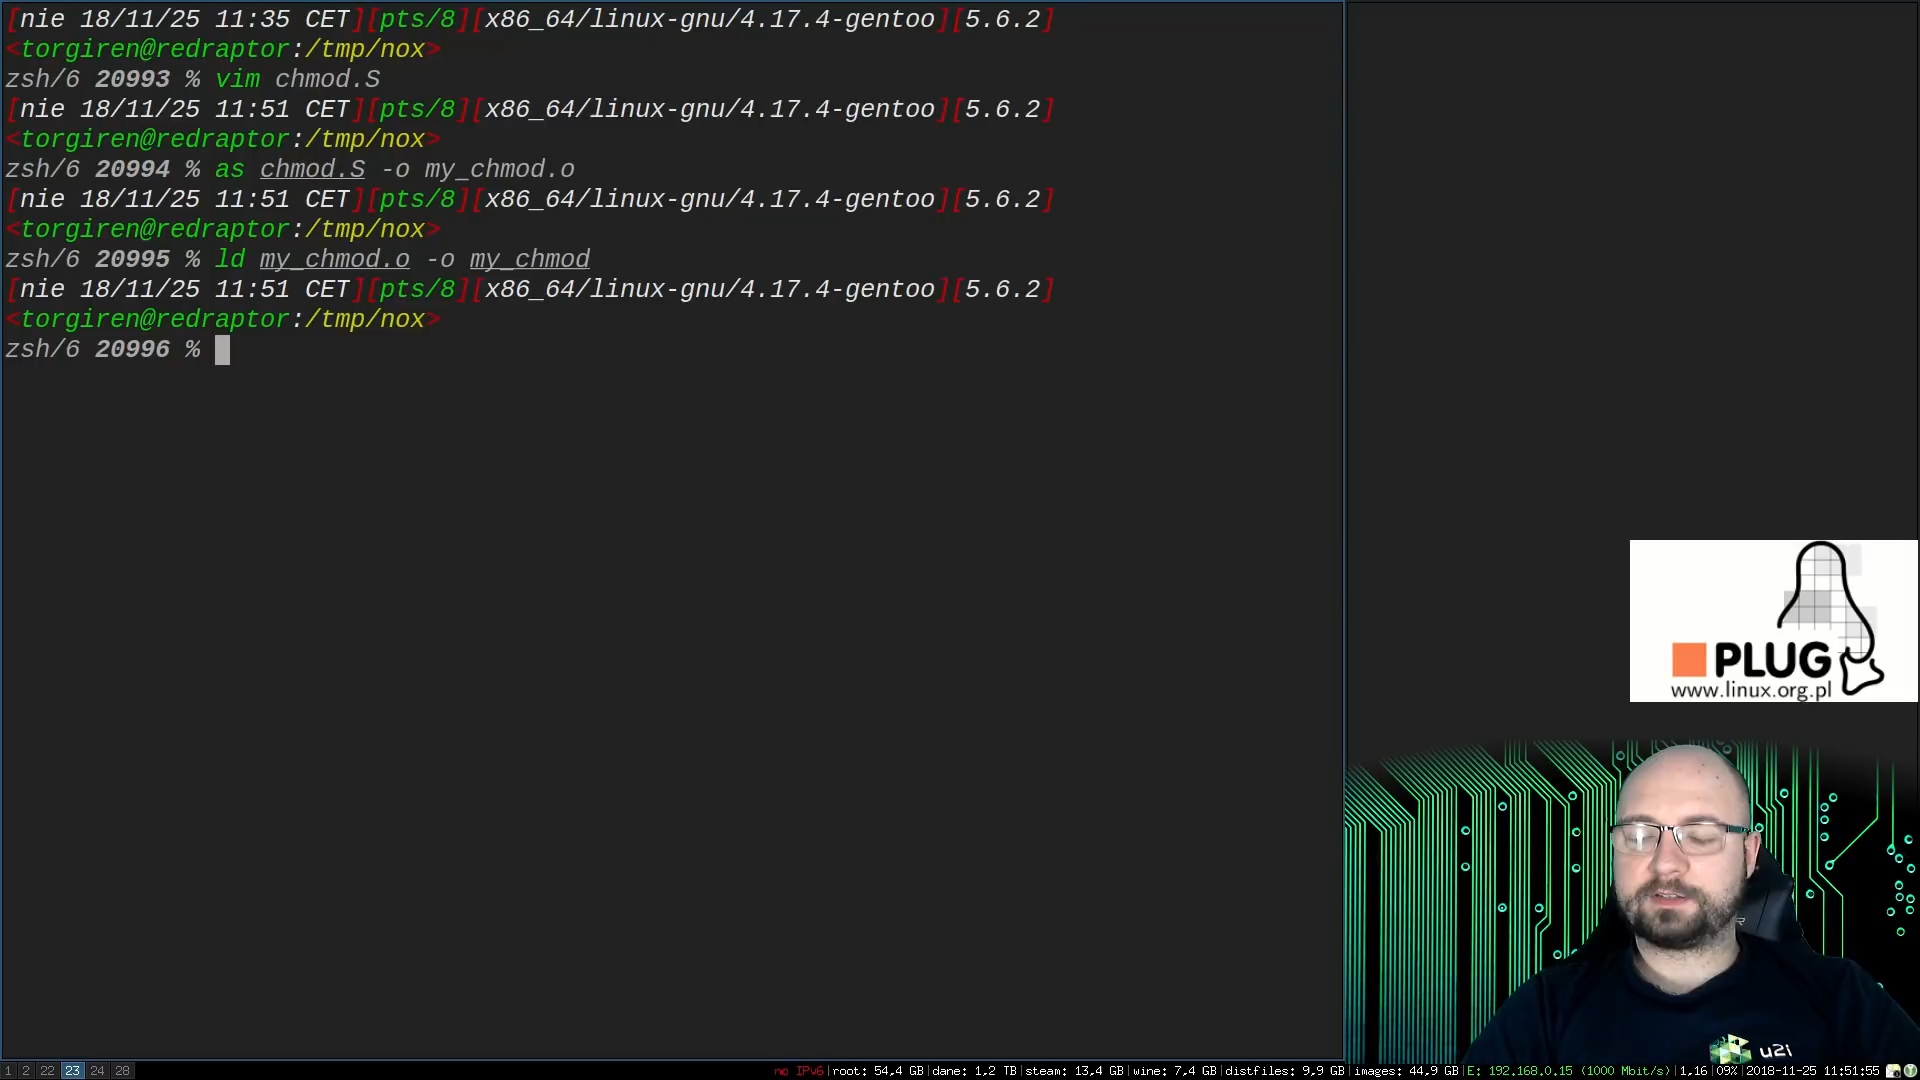 [nie 18/11/25 11:35 CET][pts/8][x86_64/linux-gnu/4.17.4-gentoo][5.6.2]
<torgiren@redraptor:/tmp/nox>
zsh/6 20993 % vim chmod.S
[nie 18/11/25 11:51 CET][pts/8][x86_64/linux-gnu/4.17.4-gentoo][5.6.2]
<torgiren@redraptor:/tmp/nox>
zsh/6 20994 % as chmod.S -o my_chmod.o
[nie 18/11/25 11:51 CET][pts/8][x86_64/linux-gnu/4.17.4-gentoo][5.6.2]
<torgiren@redraptor:/tmp/nox>
zsh/6 20995 % ld my_chmod.o -o my_chmod
[nie 18/11/25 11:51 CET][pts/8][x86_64/linux-gnu/4.17.4-gentoo][5.6.2]
<torgiren@redraptor:/tmp/nox>
zsh/6 20996 %
PLUG
www.linux.org.pl
u2i
1 2 22 23 24 28 no IPv6|root: 54,4 GB|dane: 1,2 TB|steam: 13,4 GB|wine: 7,4 GB|distfiles: 9,9 GB|images: 44,9 GB|E: 192.168.0.15 (1000 Mbit/s)|1,16|09%|2018-11-25 11:51:55